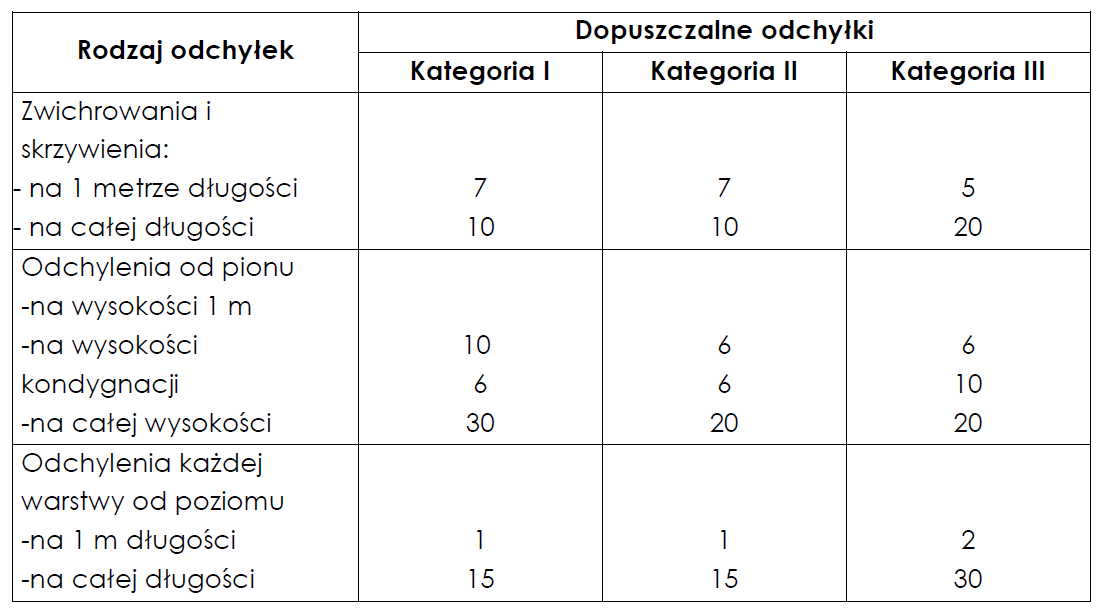 Rodzaj odchyłek
Dopuszczalne odchyłki
Kategoria I
Kategoria II
Kategoria III
Zwichrowania i
skrzywienia:
- na 1 metrze długości 7 7 5
- na całej długości 10 10 20
Odchylenia od pionu
-na wysokości 1 m
-na wysokości 10 6 6
kondygnacji 6 6 10
-na całej wysokości 30 20 20
Odchylenia każdej
warstwy od poziomu
-na 1 m długości 1 1 2
-na całej długości 15 15 30